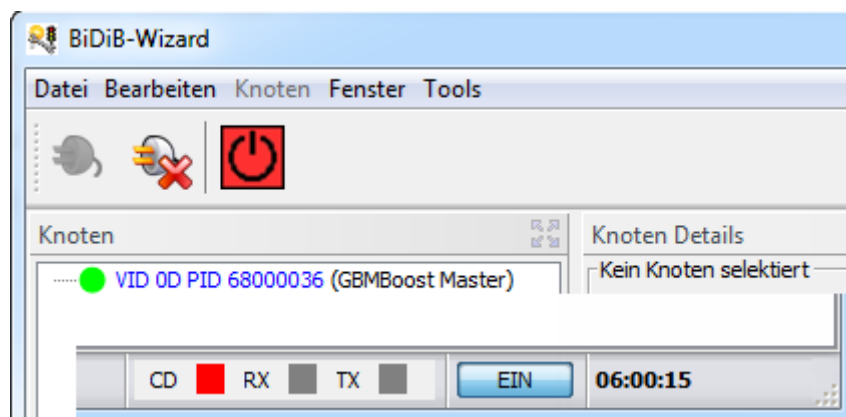 BiDiB-Wizard
Datei Bearbeiten Knoten Fenster Tools
Knoten
Knoten Details
VID 0D PID 68000036 (GBMBoost Master)
Kein Knoten selektiert
CD RX TX EIN 06:00:15